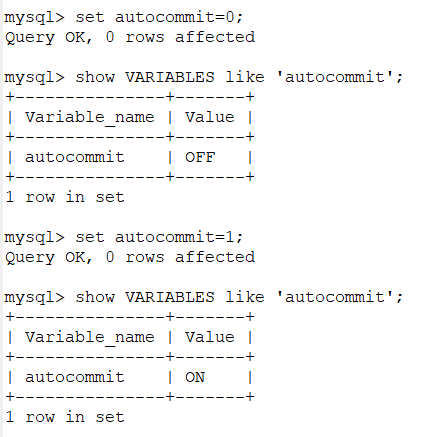 mysql> set autocommit=0;
Query OK, 0 rows affected

mysql> show VARIABLES like 'autocommit';
+---------------+-------+
| Variable_name | Value |
+---------------+-------+
| autocommit    | OFF   |
+---------------+-------+
1 row in set

mysql> set autocommit=1;
Query OK, 0 rows affected

mysql> show VARIABLES like 'autocommit';
+---------------+-------+
| Variable_name | Value |
+---------------+-------+
| autocommit    | ON    |
+---------------+-------+
1 row in set